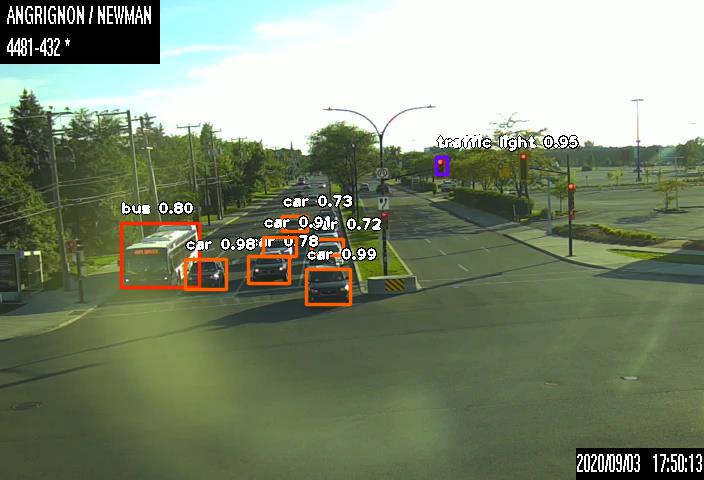 ANGRIGNON / NEWMAN
4481-432 *
traffic light 0.95
bus 0.80
car 0.73
car 0.91
car 0.72
car 0.98
car 0.78
car 0.99
2020/09/03 17:50:13